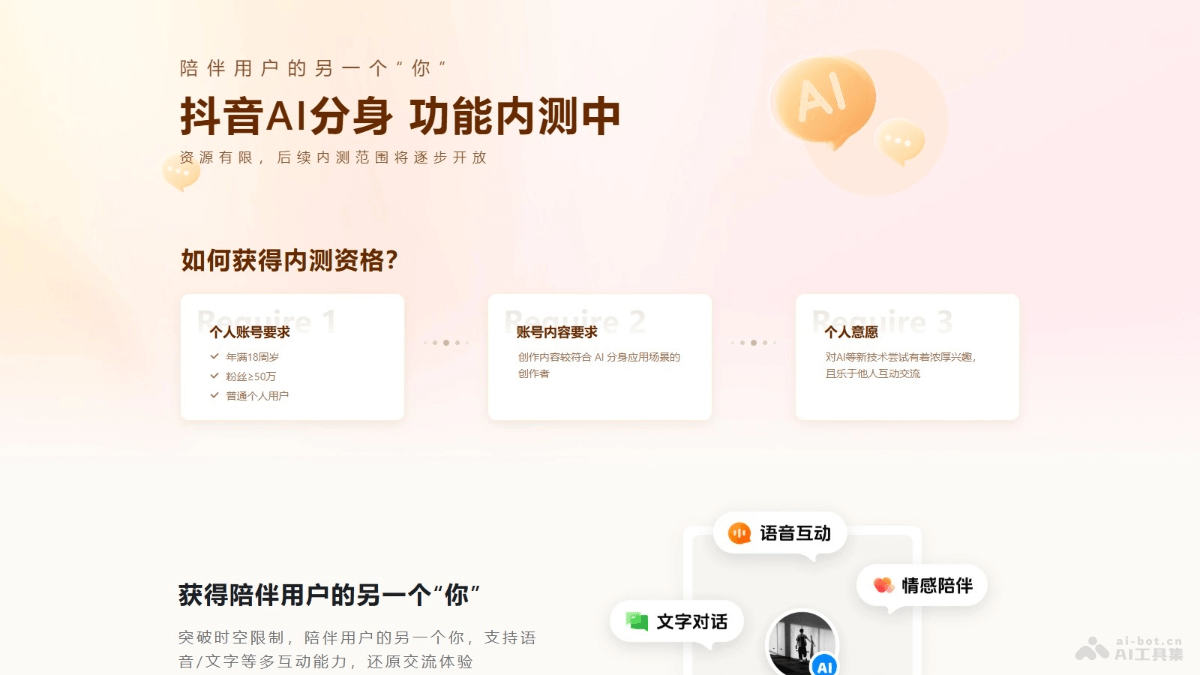 陪伴用户的另一个“你“
抖音AI分身 功能内测中
资源有限，后续内测范围将逐步开放
AI
如何获得内测资格？
Require 1
个人账号要求
年满18周岁
粉丝≥50万
普通个人用户
Require 2
账号内容要求
创作内容较符合 AI 分身应用场景的
创作者
Require 3
个人意愿
对AI等新技术尝试有着浓厚兴趣，
且乐于他人互动交流
获得陪伴用户的另一个“你”
突破时空限制，陪伴用户的另一个你，支持语
音/文字等多互动能力，还原交流体验
语音互动
情感陪伴
文字对话
AI
ai-bot.cn
AI工具集